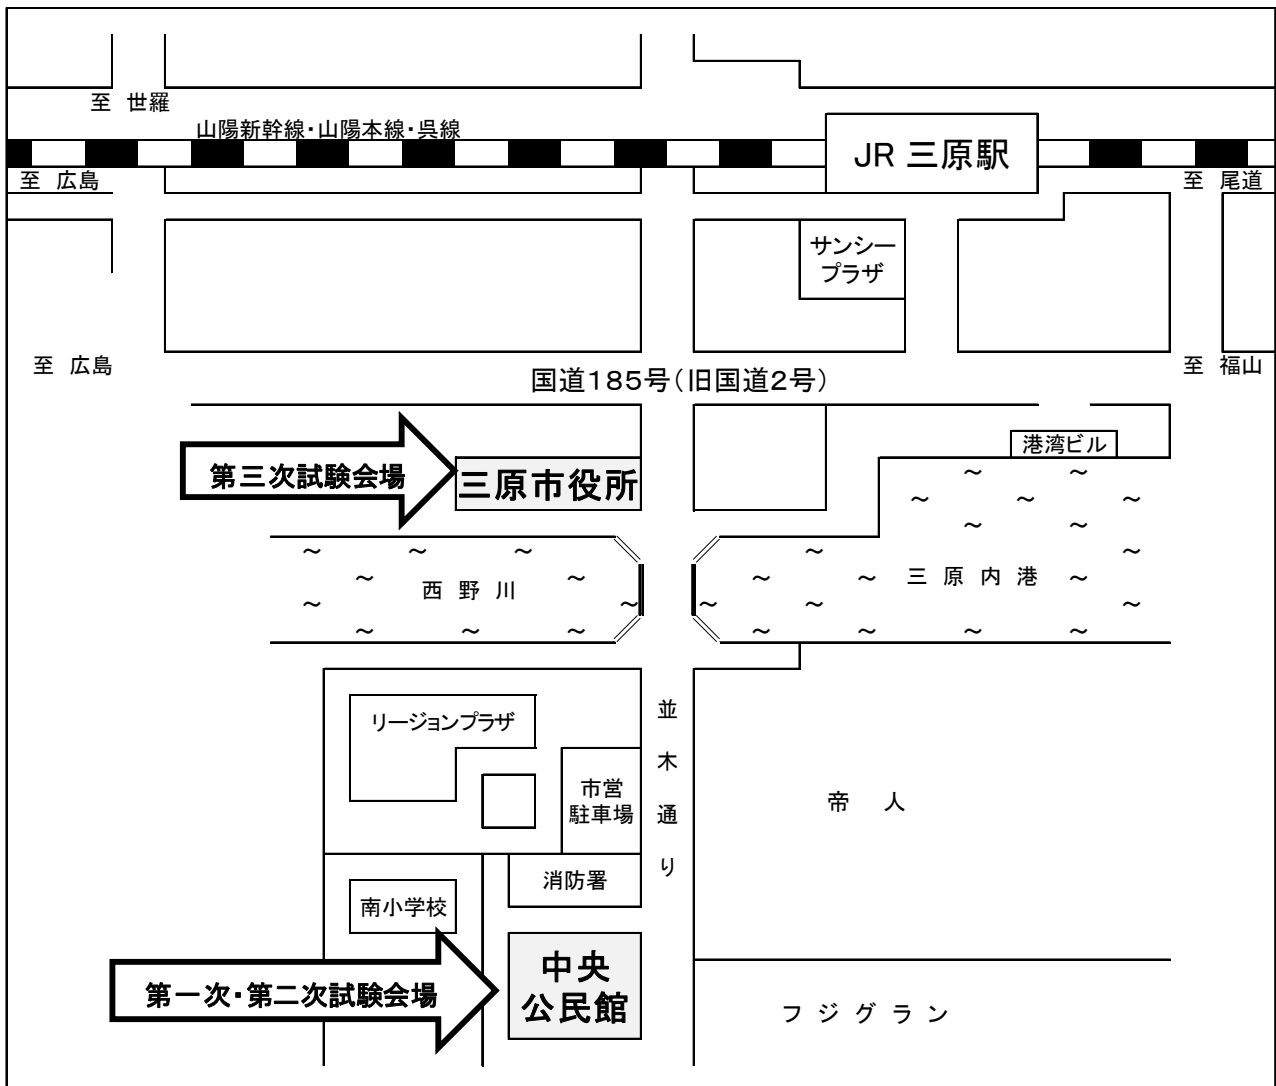 至 世羅
山陽新幹線・山陽本線・呉線
JR 三原駅
至 広島
至 尾道
サンシー
プラザ
至 広島
至 福山
国道185号(旧国道2号)
港湾ビル
第三次試験会場
三原市役所
西野川
三原内港
リージョンプラザ
並木通り
市営
駐車場
帝人
消防署
南小学校
中央
公民館
第一次・第二次試験会場
フジグラン